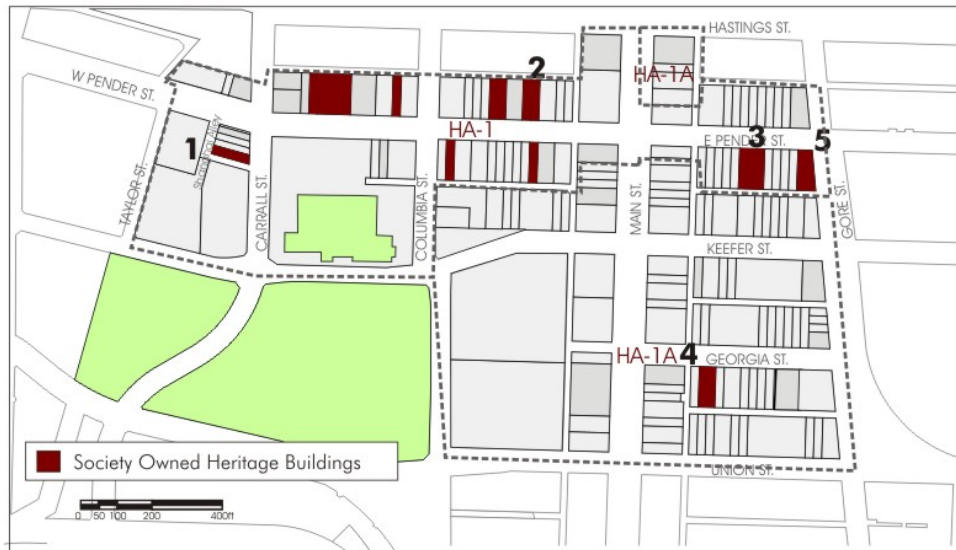 HASTINGS ST.
W PENDER ST.
2
HA-1A
HA-1
E PENDER ST.
3
5
1
Shanghai Alley
TAYLOR ST.
CARRALL ST.
COLUMBIA ST.
MAIN ST.
GORE ST.
KEEFER ST.
HA-1A
4
GEORGIA ST.
Society Owned Heritage Buildings
UNION ST.
0 50 100 200 400ft